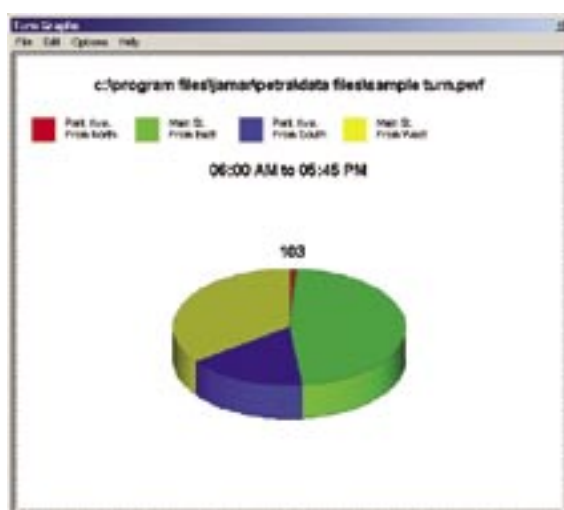 Turn Graphs
File Edit Options Help
c:\program files\jamar\petra\data files\sample turn.pwf
Park Ave.
From North
Main St.
From East
Park Ave.
From South
Main St.
From West
06:00 AM to 05:45 PM
103